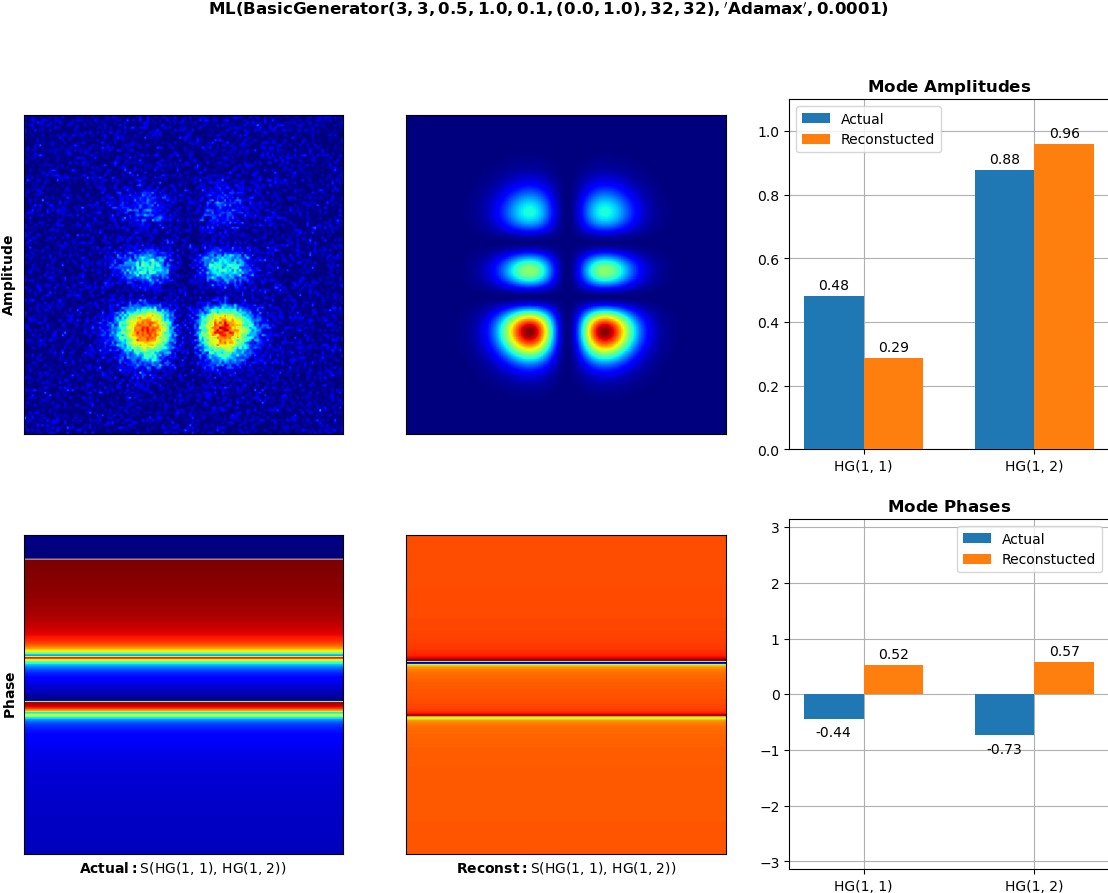 ML(BasicGenerator(3, 3, 0.5, 1.0, 0.1, (0.0, 1.0), 32, 32), ′Adamax′, 0.0001)
Amplitude
Mode Amplitudes
Actual
Reconstucted
1.0
0.8
0.6
0.4
0.2
0.0
0.48
0.29
0.88
0.96
HG(1, 1)
HG(1, 2)
Phase
Actual: S(HG(1, 1), HG(1, 2))
Reconst: S(HG(1, 1), HG(1, 2))
Mode Phases
Actual
Reconstucted
3
2
1
0
−1
−2
−3
-0.44
0.52
-0.73
0.57
HG(1, 1)
HG(1, 2)